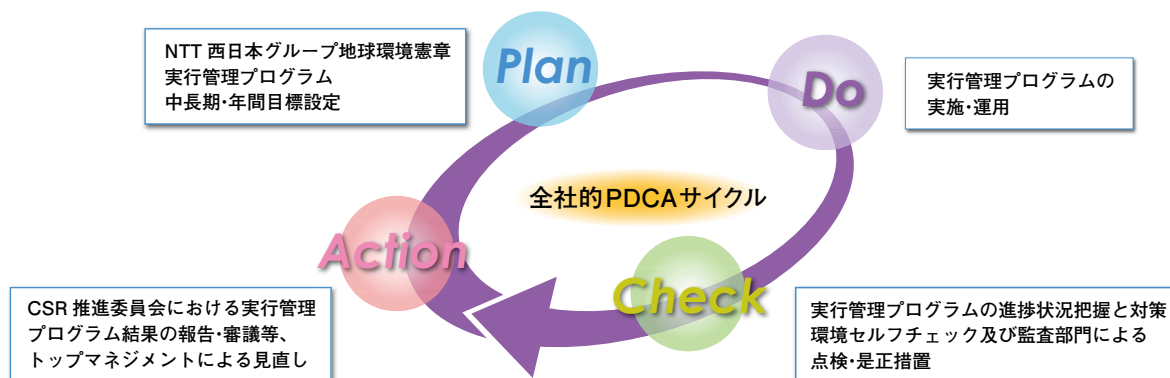 NTT 西日本グループ地球環境憲章
実行管理プログラム
中長期･年間目標設定
Plan
Do
実行管理プログラムの
実施･運用
全社的PDCAサイクル
Action
Check
CSR 推進委員会における実行管理
プログラム結果の報告･審議等、
トップマネジメントによる見直し
実行管理プログラムの進捗状況把握と対策
環境セルフチェック及び監査部門による
点検･是正措置